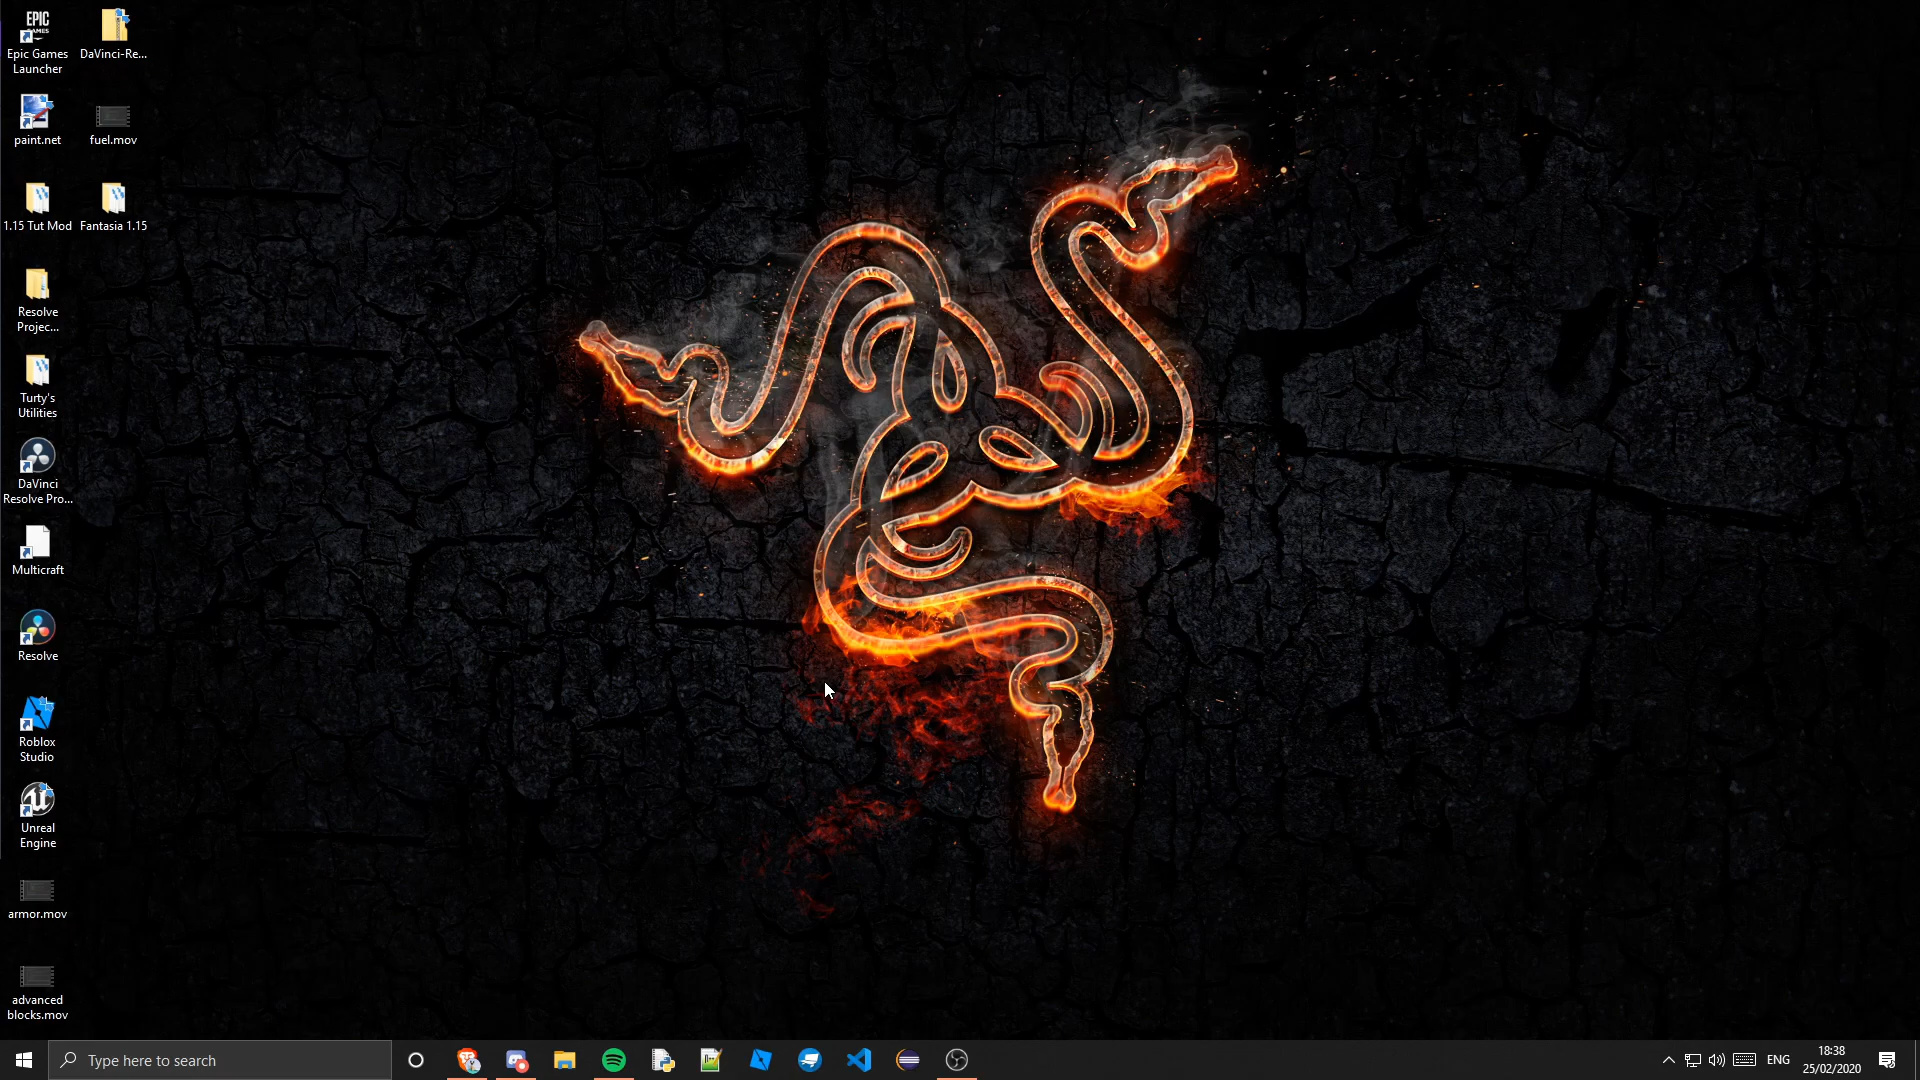 EPIC
GAMES
Epic Games
Launcher
DaVinci-Re...
paint.net
fuel.mov
1.15 Tut Mod
Fantasia 1.15
Resolve
Projec...
Turty's
Utilities
DaVinci
Resolve Pro...
Multicraft
Resolve
Roblox
Studio
Unreal
Engine
armor.mov
advanced
blocks.mov
Type here to search
ENG
18:38
25/02/2020